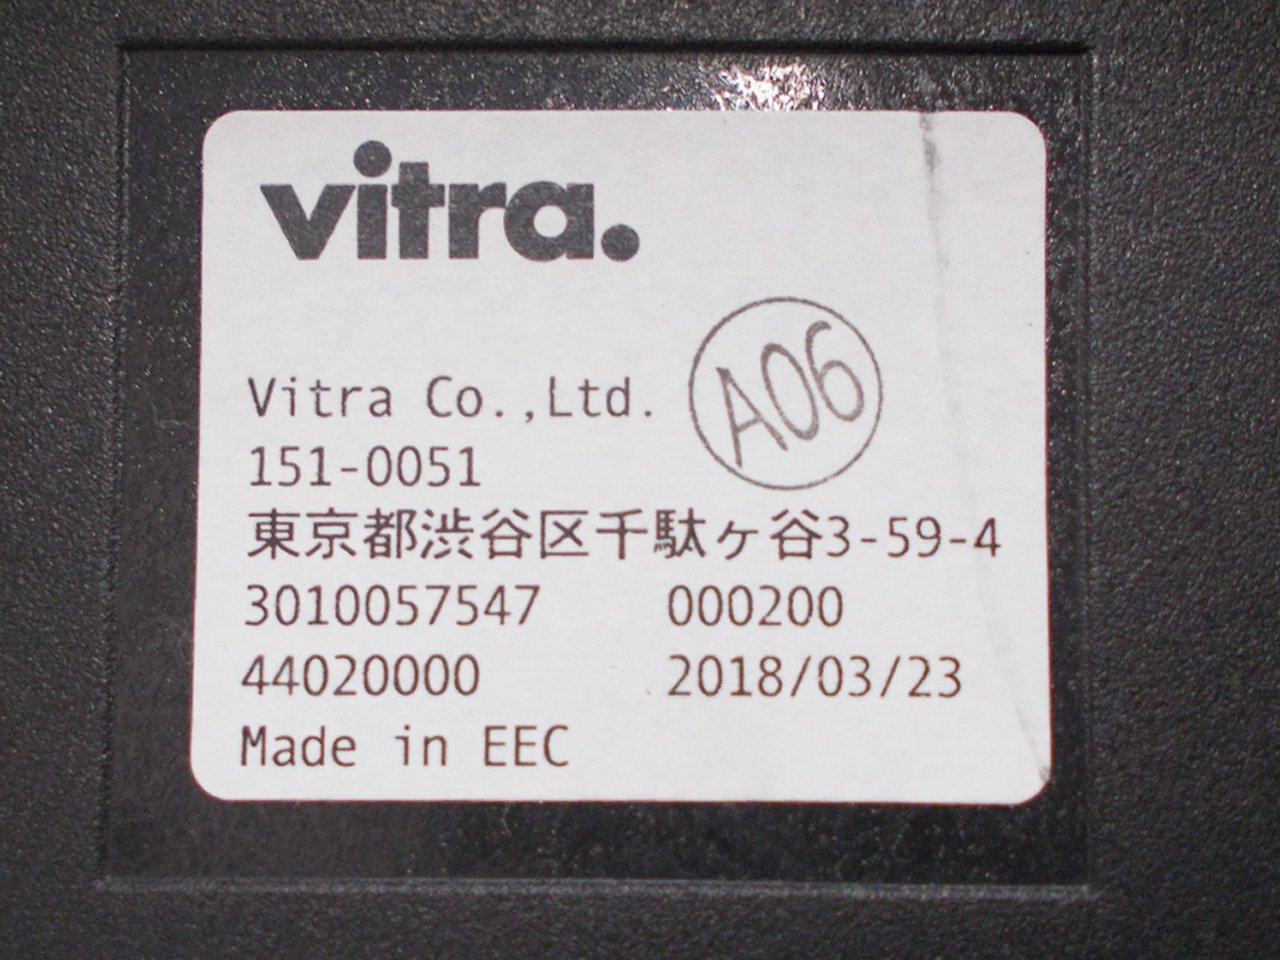 vitra.
A06
Vitra Co.,Ltd.
151-0051
東京都渋谷区千駄ヶ谷3-59-4
3010057547 000200
44020000 2018/03/23
Made in EEC